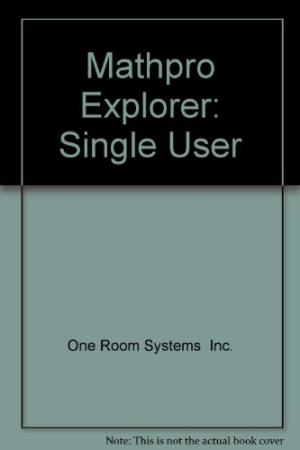 Mathpro
Explorer:
Single User
One Room Systems  Inc.
Note: This is not the actual book cover